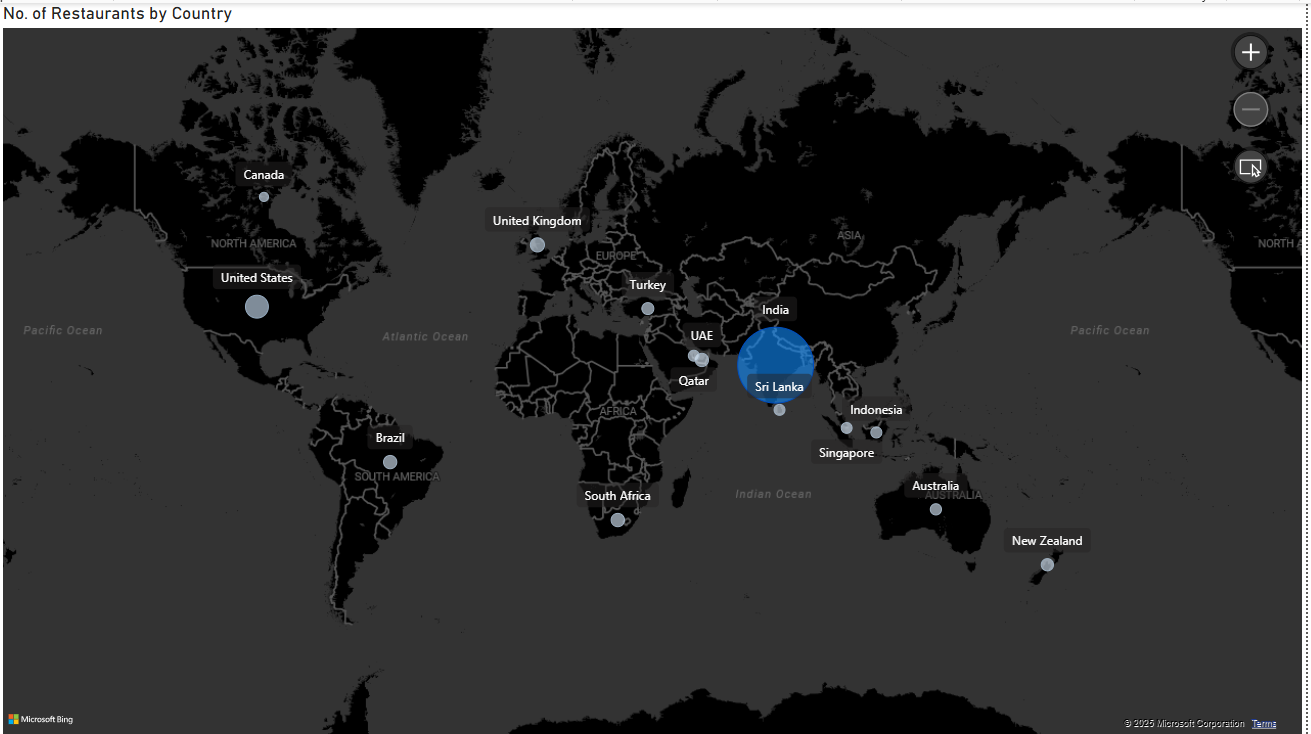 No. of Restaurants by Country
Canada
United Kingdom
NORTH AMERICA
ASIA
NORTH A
EUROPE
United States
Turkey
India
Pacific Ocean
Atlantic Ocean
UAE
Pacific Ocean
Qatar
Sri Lanka
AFRICA
Indonesia
Brazil
Singapore
SOUTH AMERICA
South Africa
Indian Ocean
Australia
AUSTRALIA
New Zealand
Microsoft Bing
© 2025 Microsoft Corporation Terms